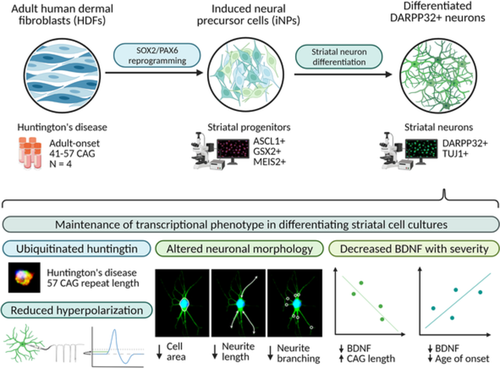 Adult human dermal
fibroblasts (HDFs)
SOX2/PAX6
reprogramming
Induced neural
precursor cells (iNPs)
Striatal neuron
differentiation
Differentiated
DARPP32+ neurons
Huntington's disease
Adult-onset
41-57 CAG
N = 4
Striatal progenitors
ASCL1+
GSX2+
MEIS2+
Striatal neurons
DARPP32+
TUJ1+
Maintenance of transcriptional phenotype in differentiating striatal cell cultures
Ubiquitinated huntingtin
Huntington's disease
57 CAG repeat length
Reduced hyperpolarization
Altered neuronal morphology
↓ Cell
area
↓ Neurite
length
↓ Neurite
branching
Decreased BDNF with severity
↓ BDNF
↑ CAG length
↓ BDNF
↓ Age of onset